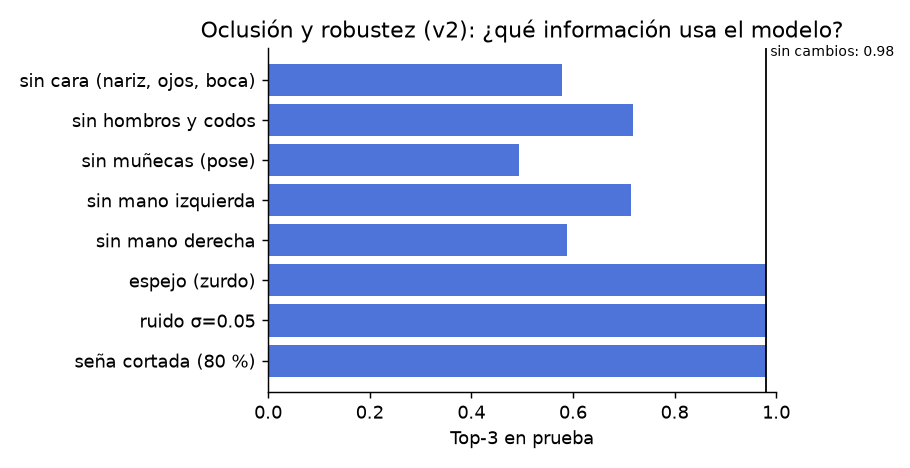 Oclusión y robustez (v2): ¿qué información usa el modelo?
sin cambios: 0.98
sin cara (nariz, ojos, boca)
sin hombros y codos
sin muñecas (pose)
sin mano izquierda
sin mano derecha
espejo (zurdo)
ruido σ=0.05
seña cortada (80 %)
0.0 0.2 0.4 0.6 0.8 1.0
Top-3 en prueba